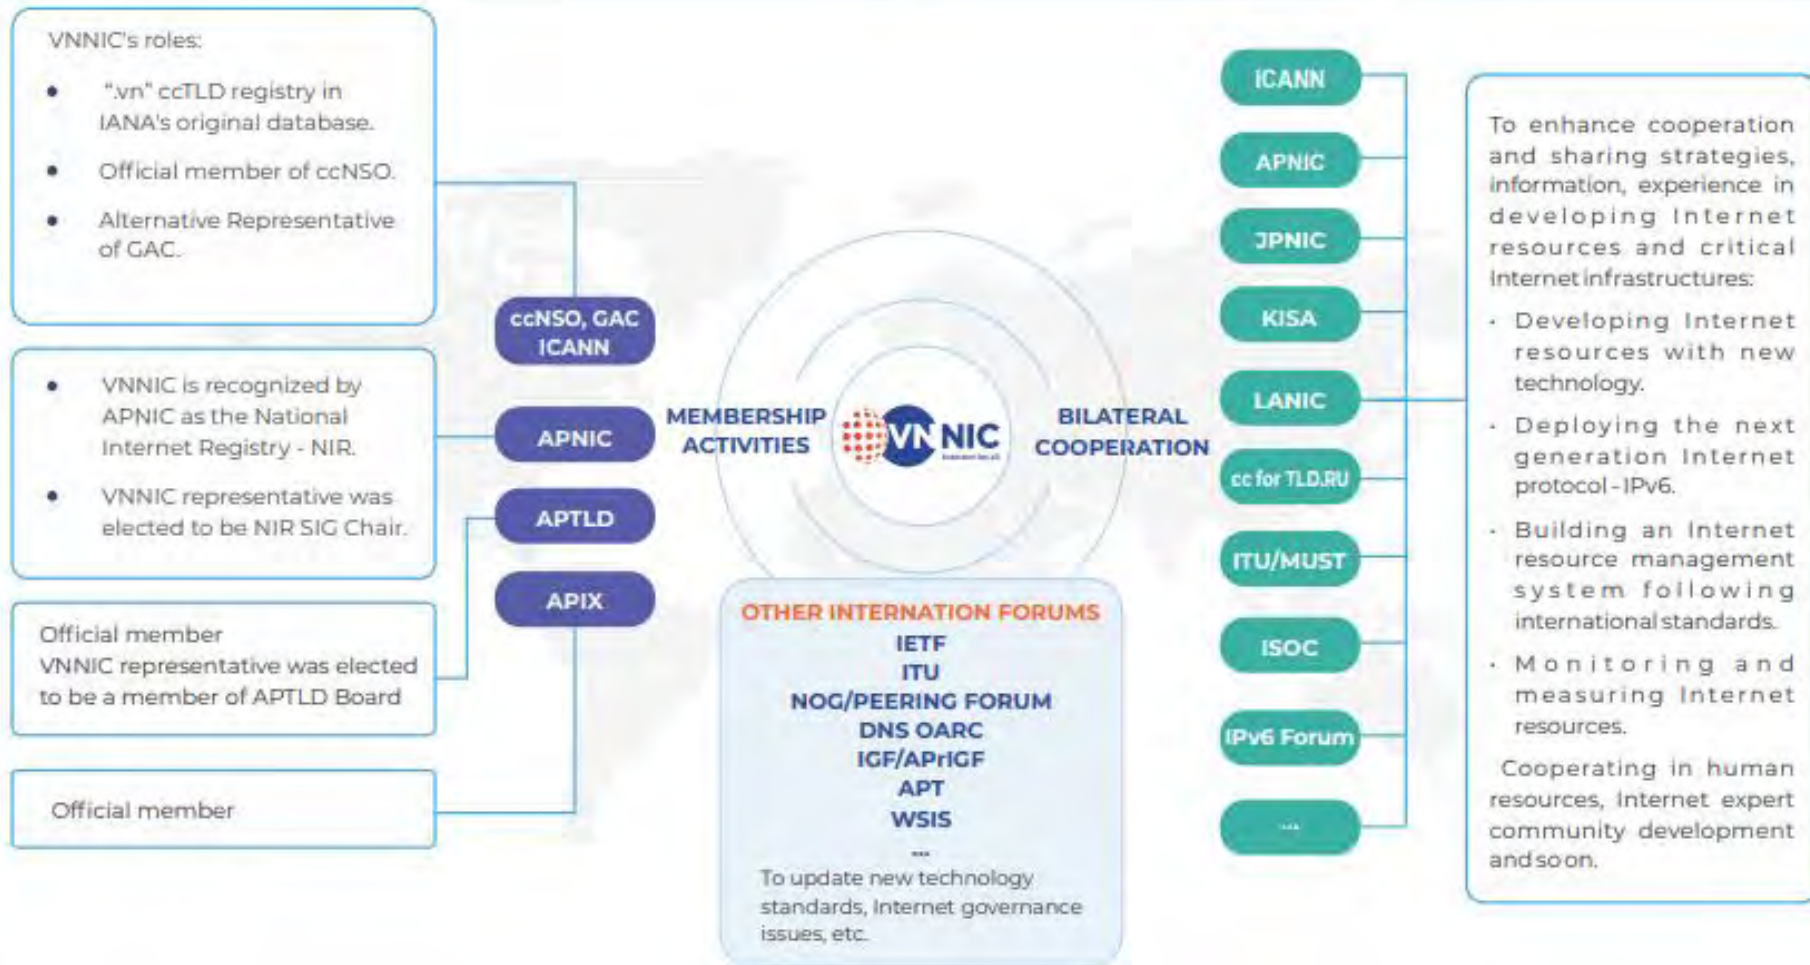 VNNIC's roles:
• ".vn" ccTLD registry in
IANA's original database.
• Official member of ccNSO.
• Alternative Representative
of GAC.
• VNNIC is recognized by
APNIC as the National
Internet Registry - NIR.
• VNNIC representative was
elected to be NIR SIG Chair.
Official member
VNNIC representative was elected
to be a member of APTLD Board
Official member
ccNSO, GAC
ICANN
APNIC
APTLD
APIX
MEMBERSHIP
ACTIVITIES
VNNIC
BILATERAL
COOPERATION
OTHER INTERNATION FORUMS
IETF
ITU
NOG/PEERING FORUM
DNS OARC
IGF/APrIGF
APT
WSIS
...
To update new technology
standards, Internet governance
issues, etc.
ICANN
APNIC
JPNIC
KISA
LANIC
cc for TLD.RU
ITU/MUST
ISOC
IPv6 Forum
...
To enhance cooperation
and sharing strategies,
information, experience in
developing Internet
resources and critical
Internet infrastructures:
· Developing Internet
resources with new
technology.
· Deploying the next
generation Internet
protocol - IPv6.
· Building an Internet
resource management
system following
international standards.
· Monitoring and
measuring Internet
resources.
Cooperating in human
resources, Internet expert
community development
and so on.